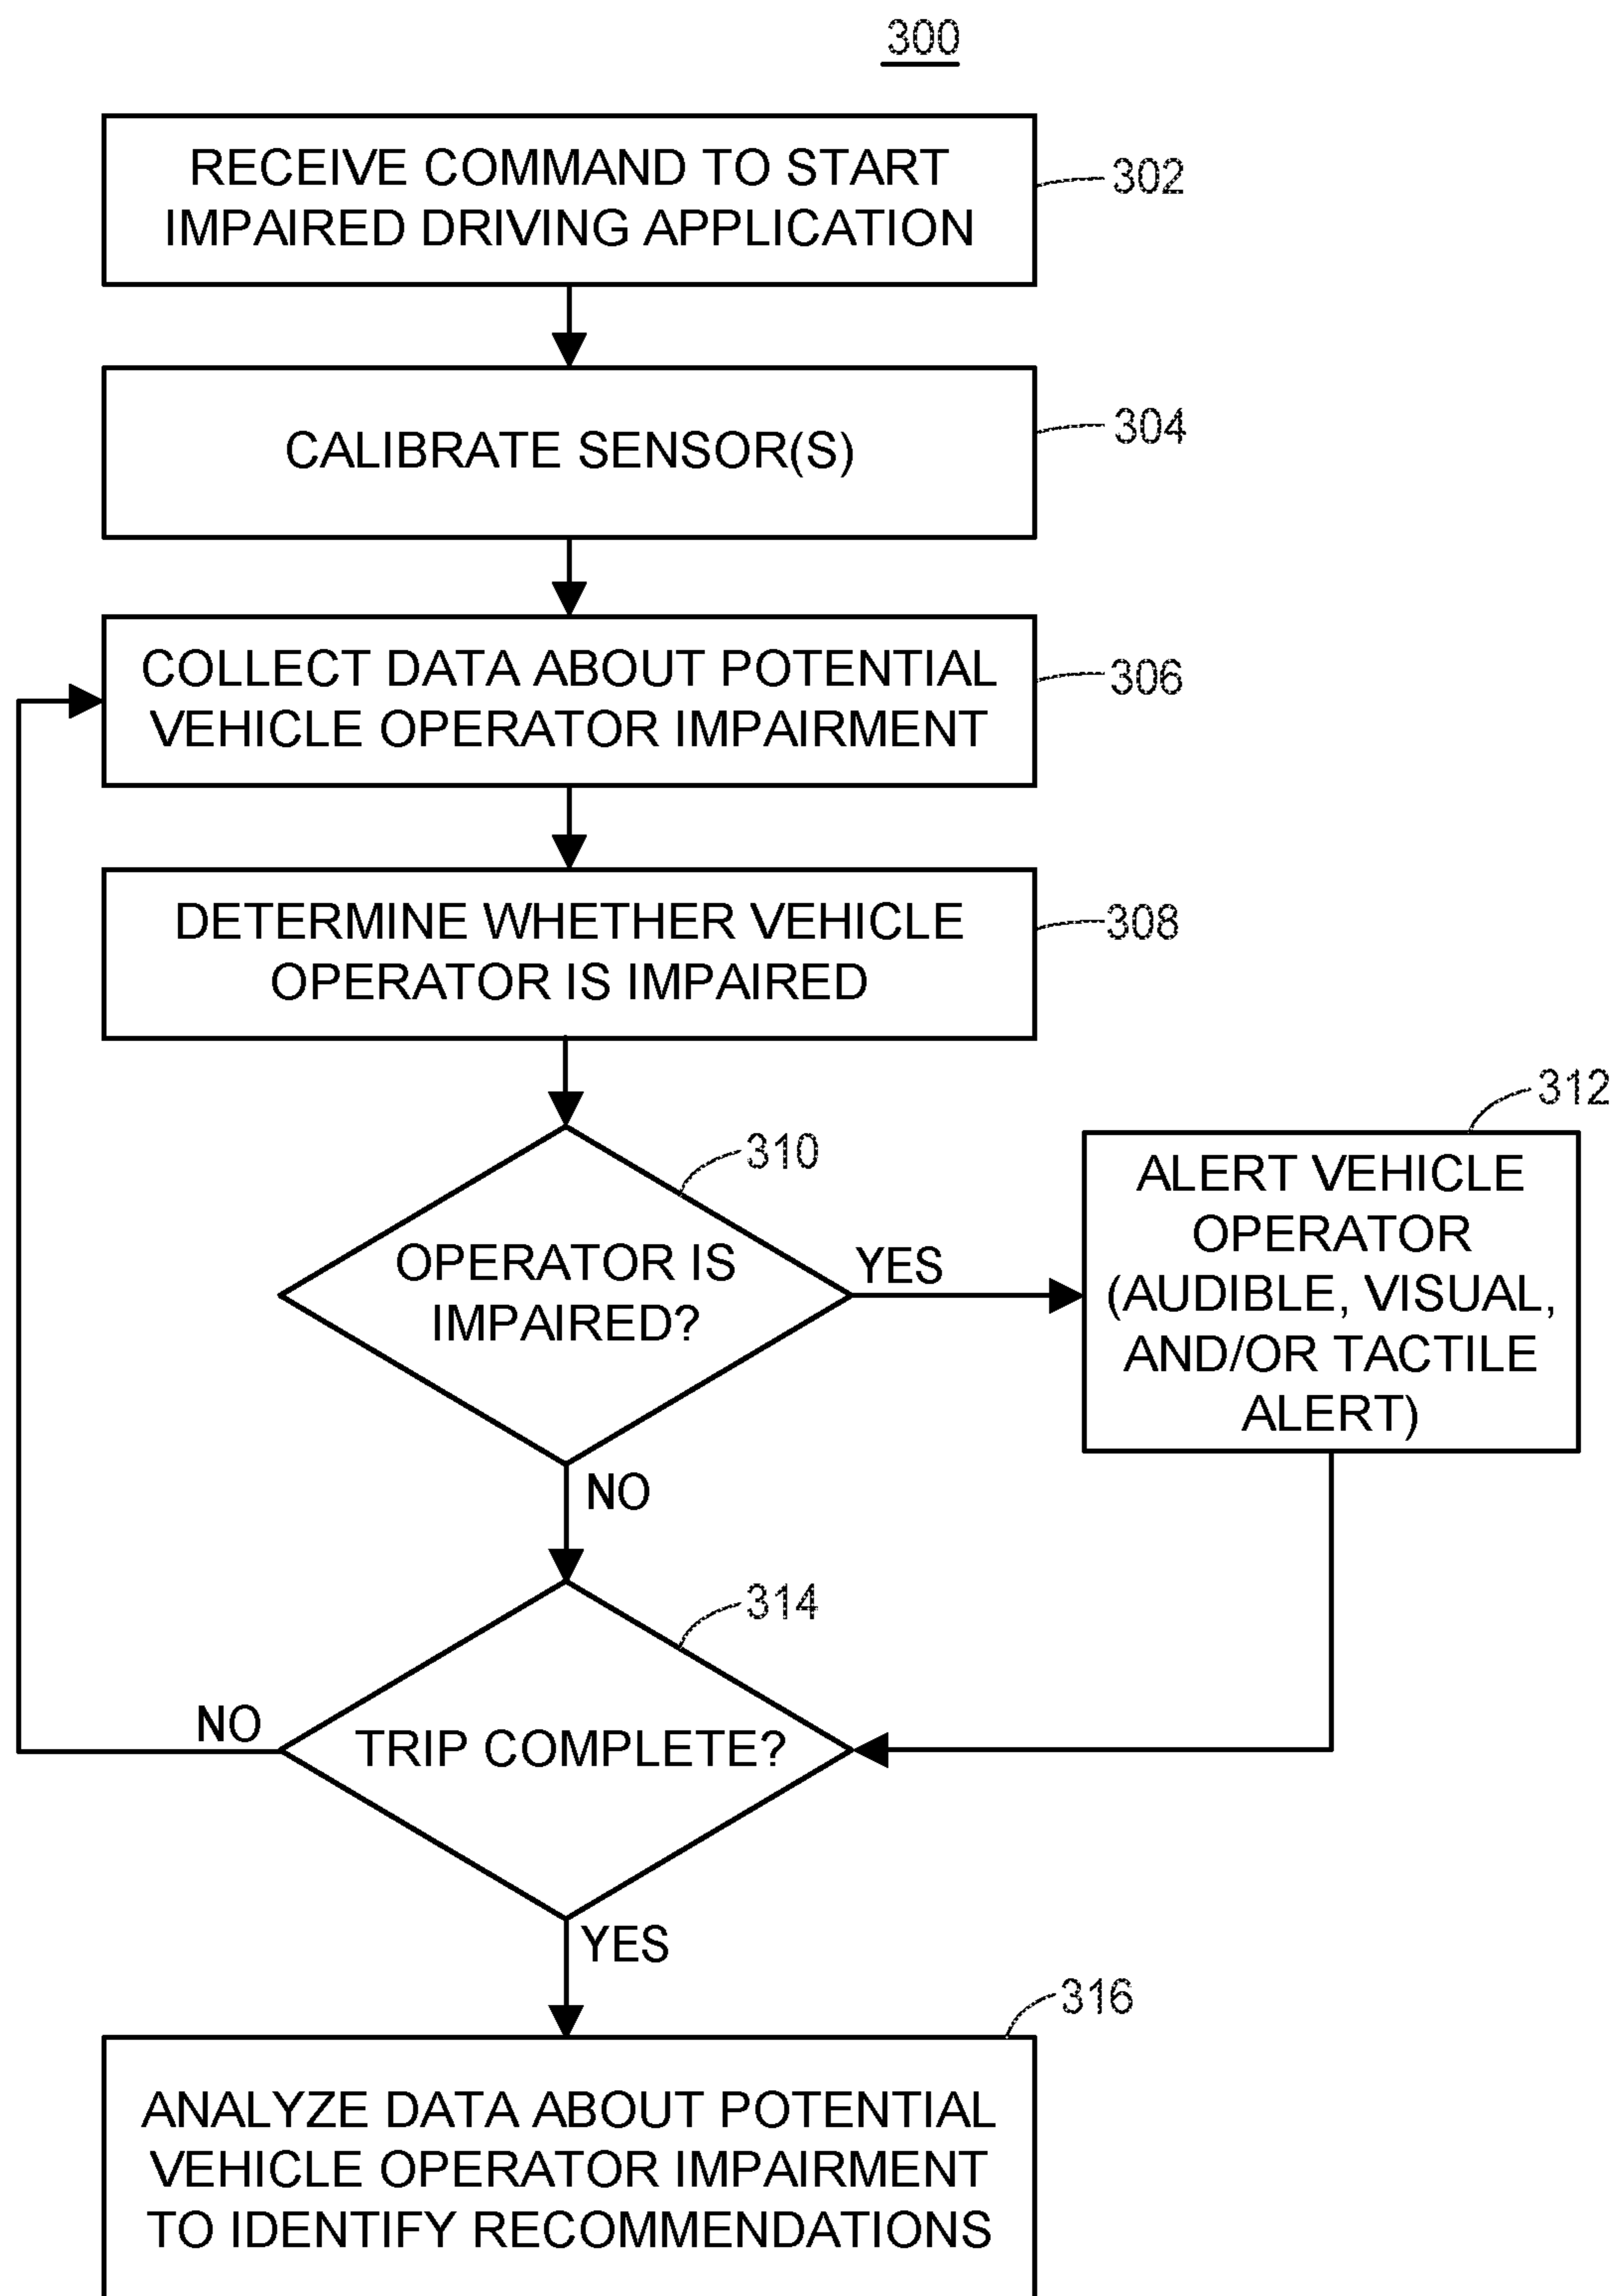 300
RECEIVE COMMAND TO START
IMPAIRED DRIVING APPLICATION
302
CALIBRATE SENSOR(S)
304
COLLECT DATA ABOUT POTENTIAL
VEHICLE OPERATOR IMPAIRMENT
306
DETERMINE WHETHER VEHICLE
OPERATOR IS IMPAIRED
308
310
OPERATOR IS
IMPAIRED?
YES
312
ALERT VEHICLE
OPERATOR
(AUDIBLE, VISUAL,
AND/OR TACTILE
ALERT)
NO
314
TRIP COMPLETE?
NO
YES
316
ANALYZE DATA ABOUT POTENTIAL
VEHICLE OPERATOR IMPAIRMENT
TO IDENTIFY RECOMMENDATIONS